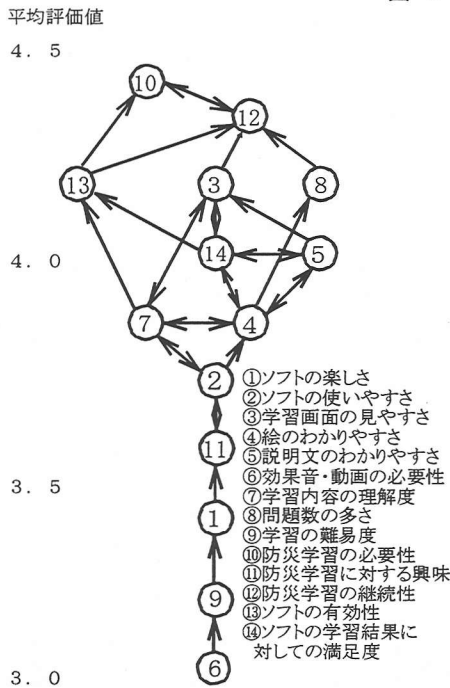 平均評価値
4.5
⑩
⑫
⑬
③
⑧
4.0
⑭
⑤
⑦
④
②
⑪
3.5
①
⑨
⑥
3.0
①ソフトの楽しさ
②ソフトの使いやすさ
③学習画面の見やすさ
④絵のわかりやすさ
⑤説明文のわかりやすさ
⑥効果音・動画の必要性
⑦学習内容の理解度
⑧問題数の多さ
⑨学習の難易度
⑩防災学習の必要性
⑪防災学習に対する興味
⑫防災学習の継続性
⑬ソフトの有効性
⑭ソフトの学習結果に
対しての満足度